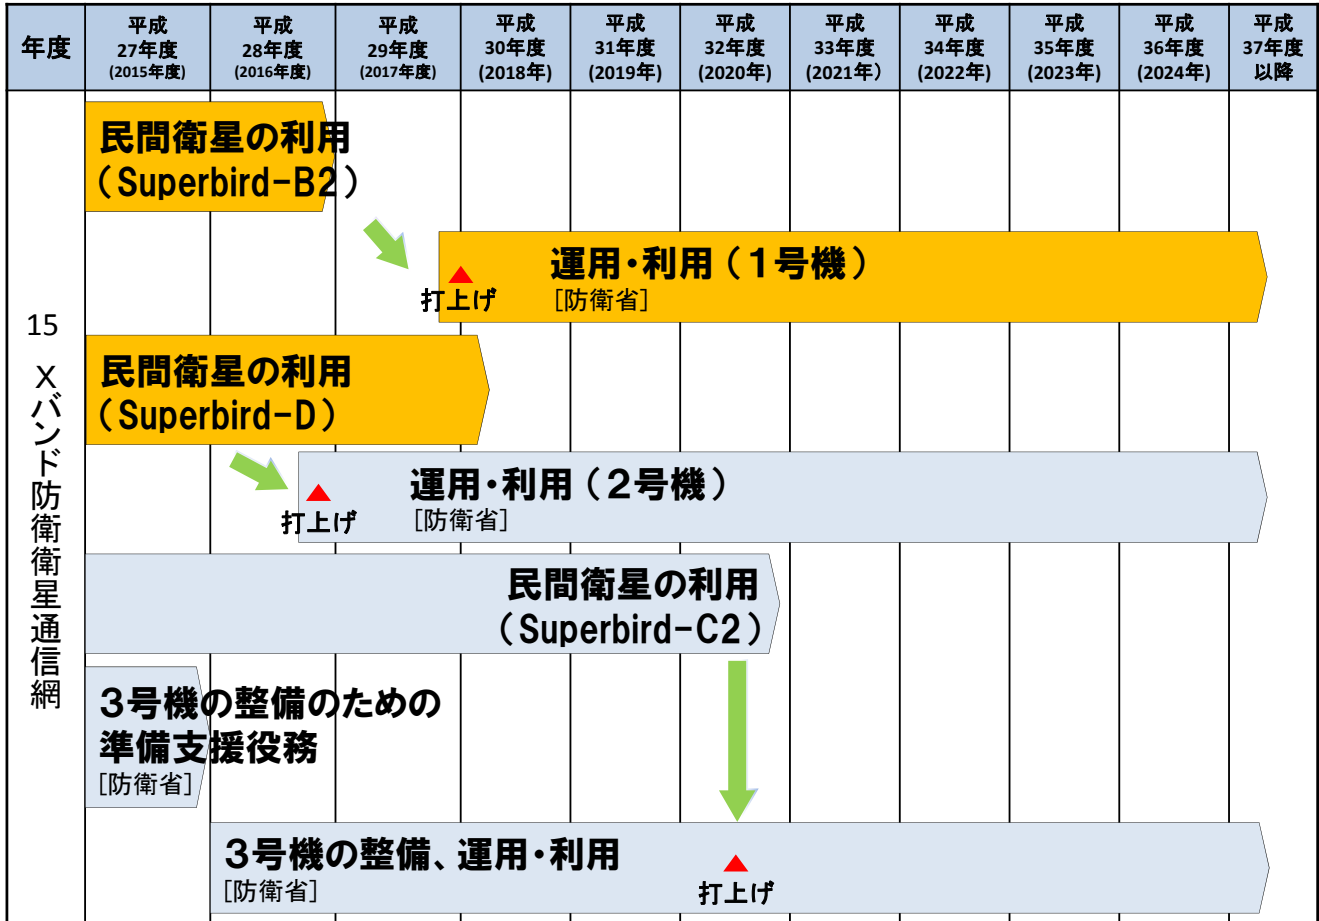 年度
平成
27年度
(2015年度)
平成
28年度
(2016年度)
平成
29年度
(2017年度)
平成
30年度
(2018年)
平成
31年度
(2019年)
平成
32年度
(2020年)
平成
33年度
(2021年)
平成
34年度
(2022年)
平成
35年度
(2023年)
平成
36年度
(2024年)
平成
37年度
以降
15
Xバンド防衛衛星通信網
民間衛星の利用
(Superbird-B2)
運用・利用(1号機)
[防衛省]
打上げ
民間衛星の利用
(Superbird-D)
運用・利用(2号機)
[防衛省]
打上げ
民間衛星の利用
(Superbird-C2)
3号機の整備のための
準備支援役務
[防衛省]
3号機の整備、運用・利用
[防衛省]
打上げ